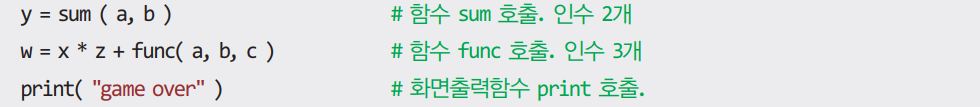 y = sum ( a, b ) # 함수 sum 호출. 인수 2개
w = x * z + func( a, b, c ) # 함수 func 호출. 인수 3개
print( "game over" ) # 화면출력함수 print 호출.